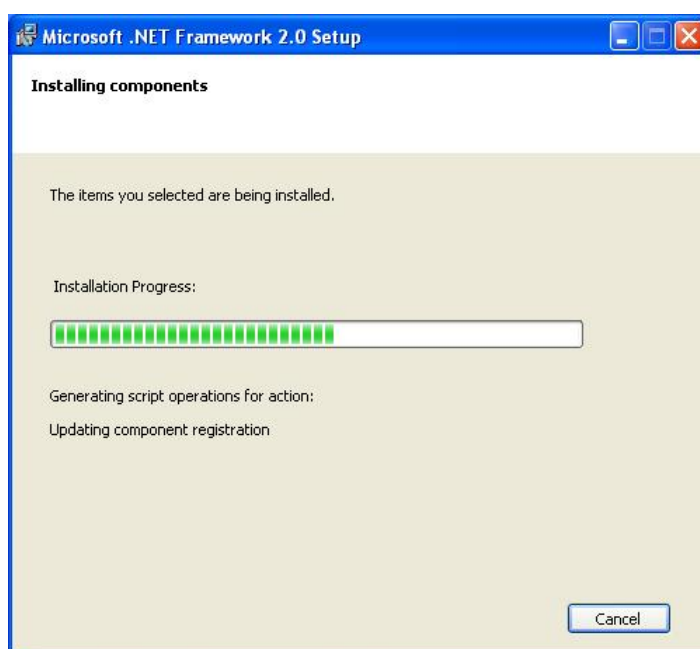 Microsoft .NET Framework 2.0 Setup
Installing components
The items you selected are being installed.
Installation Progress:
Generating script operations for action:
Updating component registration
Cancel